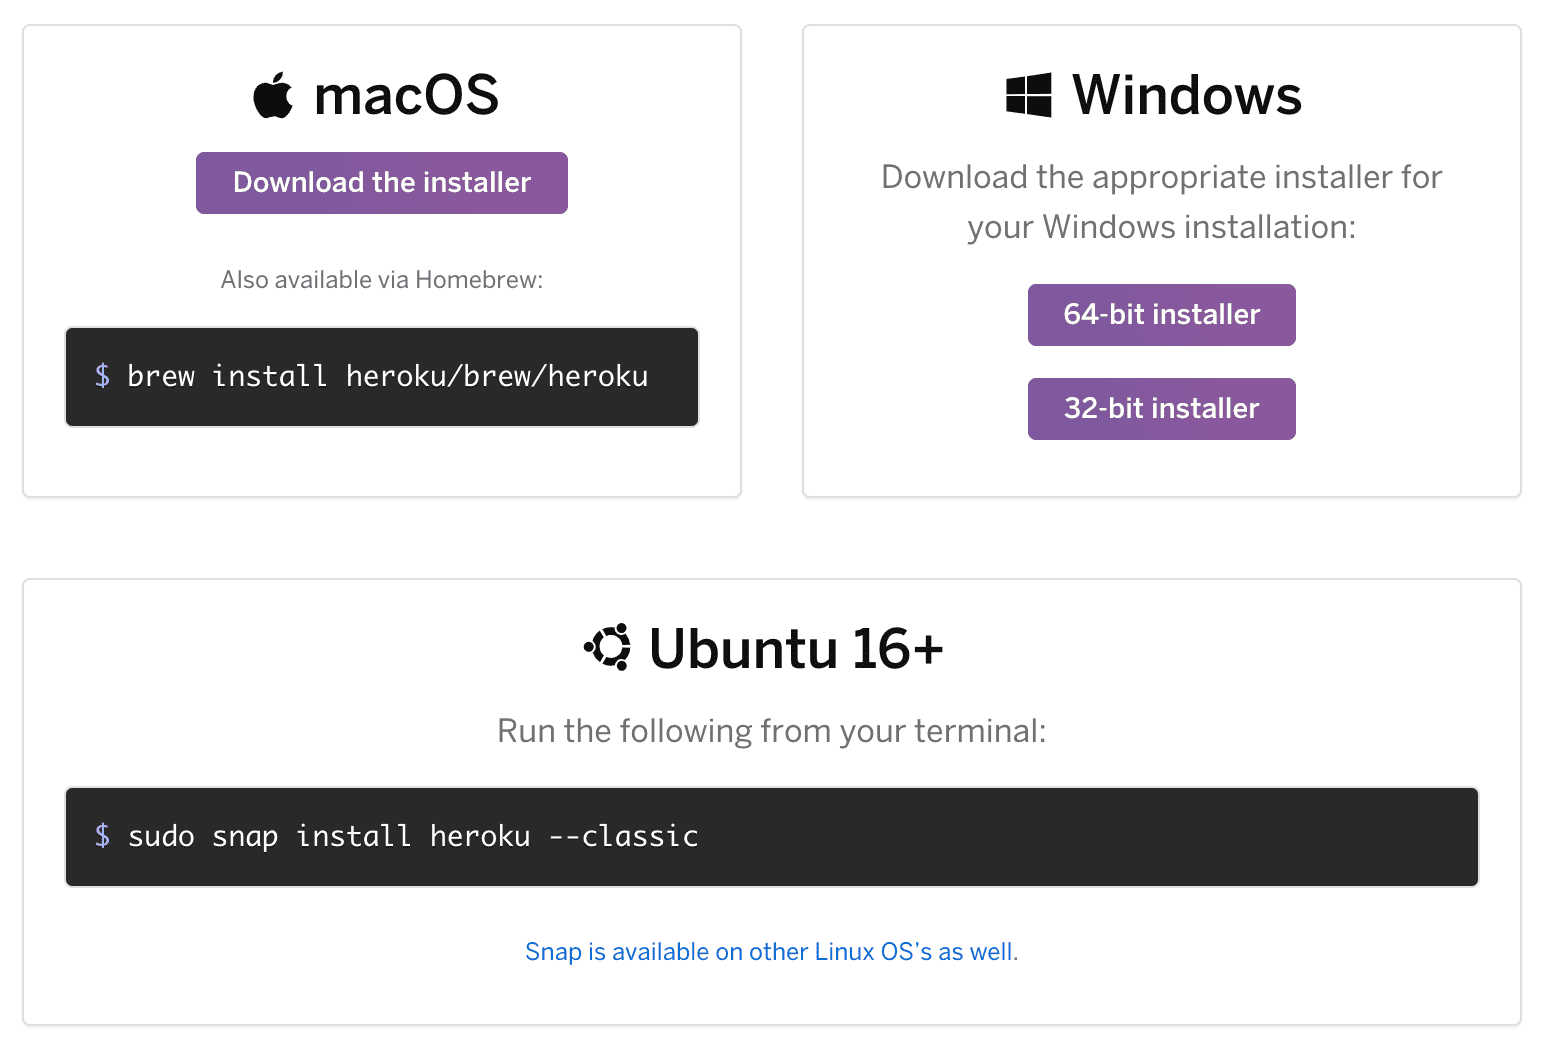 macOS
Download the installer
Also available via Homebrew:
$ brew install heroku/brew/heroku
Windows
Download the appropriate installer for
your Windows installation:
64-bit installer
32-bit installer
Ubuntu 16+
Run the following from your terminal:
$ sudo snap install heroku --classic
Snap is available on other Linux OS’s as well.